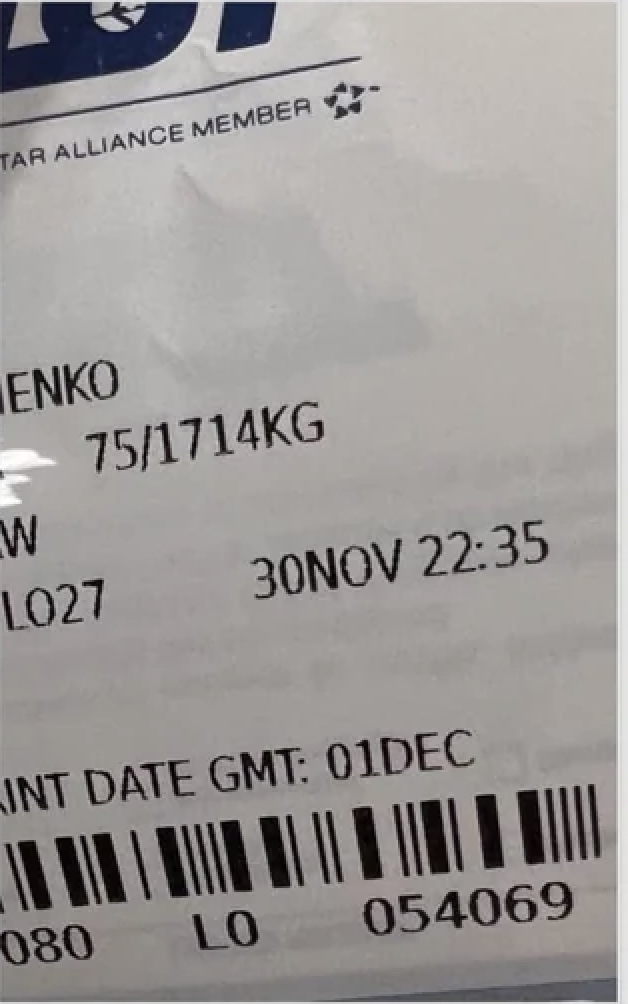 TAR ALLIANCE MEMBER
ENKO
75/1714KG
W
LO27 30NOV 22:35
INT DATE GMT: 01DEC
080 LO 054069